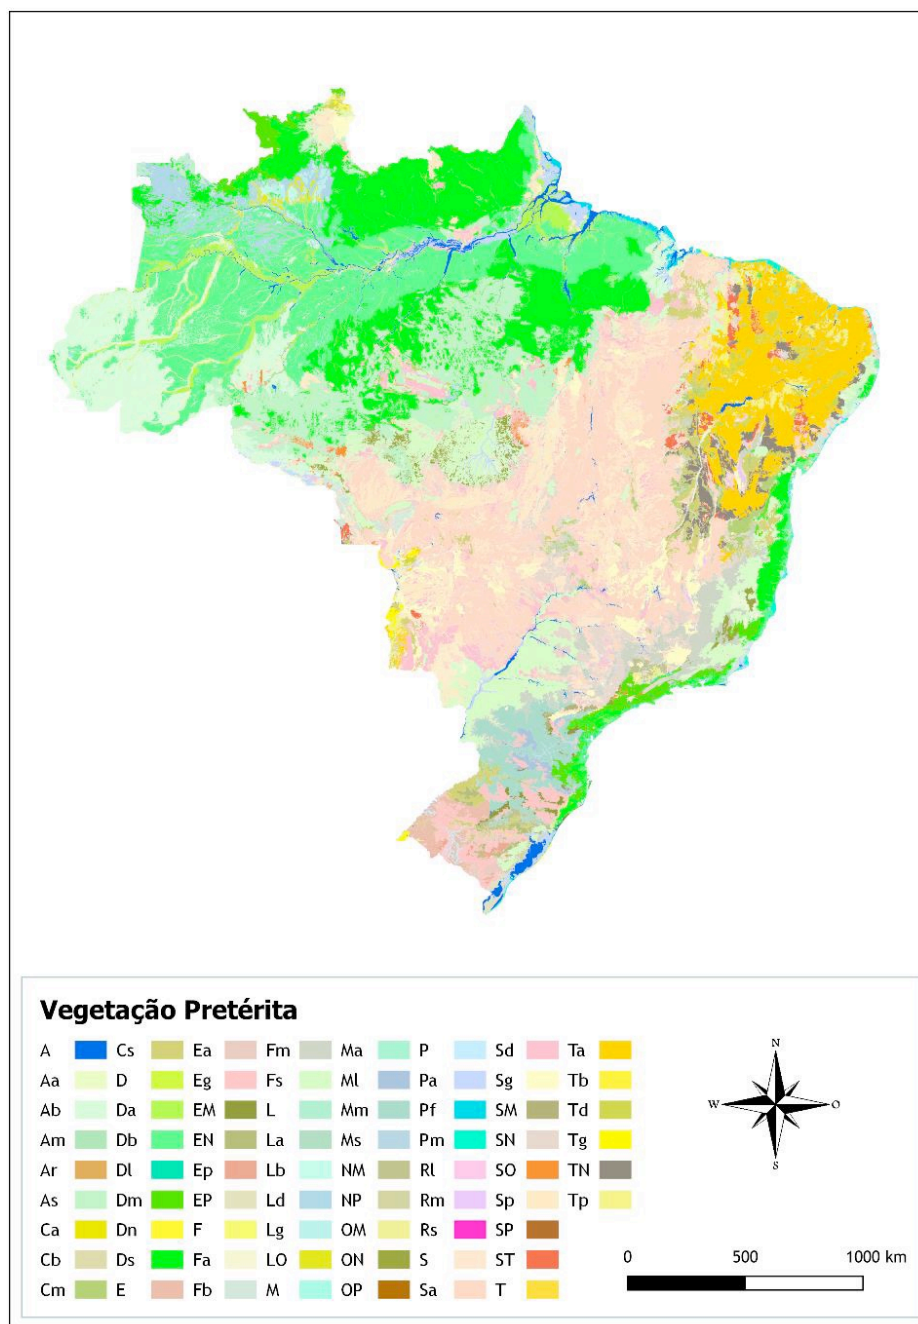 Vegetação Pretérita
A Cs Ea Fm Ma P Sd Ta
Aa D Eg Fs Ml Pa Sg Tb
Ab Da EM L Mm Pf SM Td
Am Db EN La Ms Pm SN Tg
Ar Dl Ep Lb NM Rl SO TN
As Dm EP Ld NP Rm Sp Tp
Ca Dn F Lg OM Rs SP
Cb Ds Fa LO ON S ST
Cm E Fb M OP Sa T
N
W O
S
0 500 1000 km